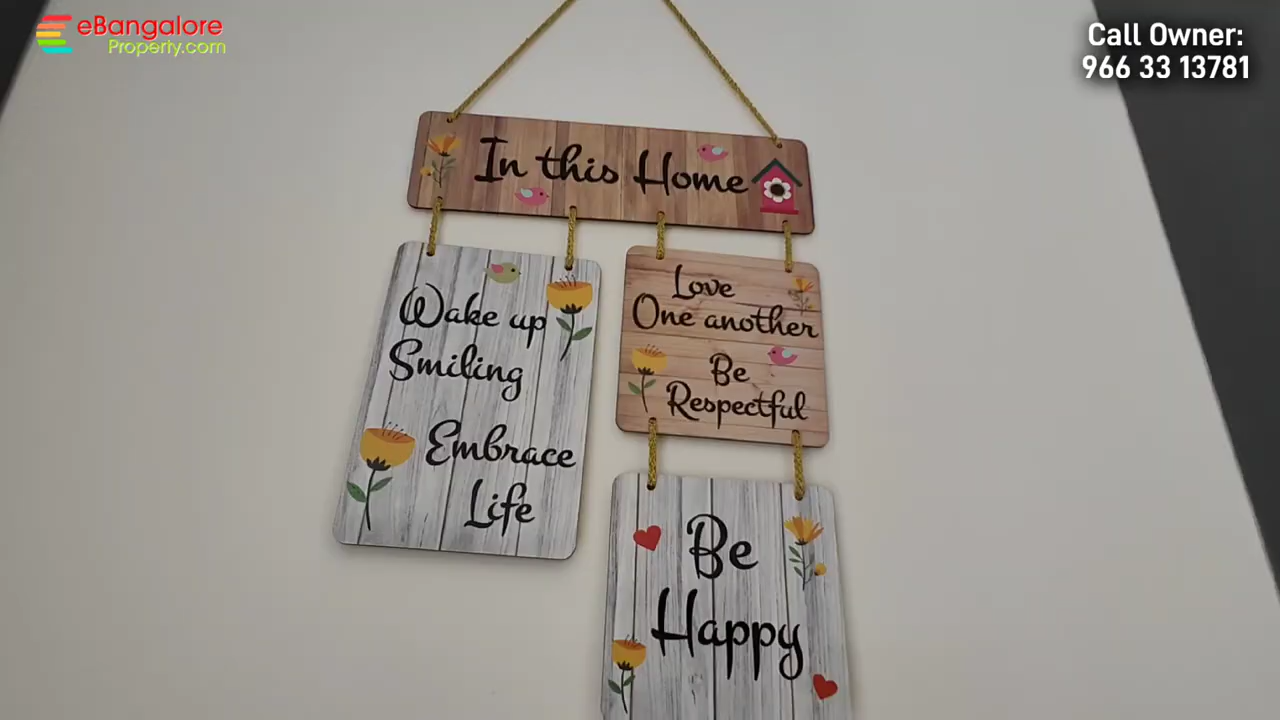 eBangalore
Property.com
Call Owner:
966 33 13781
In this Home
Wake up
Smiling
Embrace
Life
Love
One another
Be
Respectful
Be
Happy